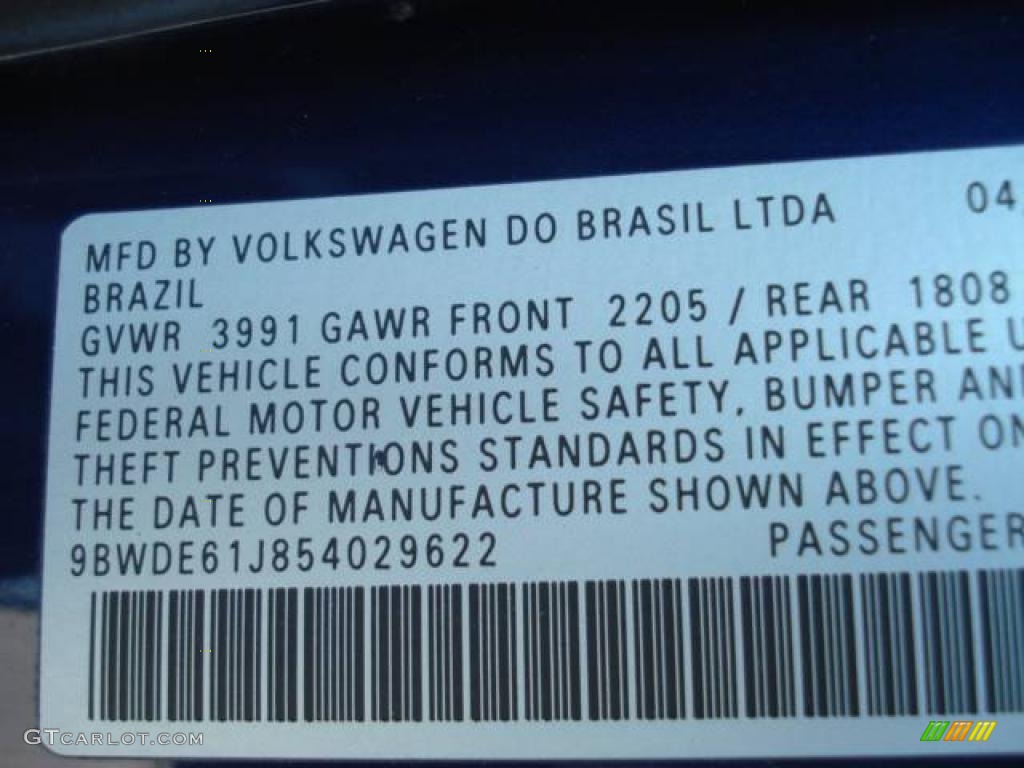 MFD BY VOLKSWAGEN DO BRASIL LTDA 04
BRAZIL
GVWR 3991 GAWR FRONT 2205 / REAR 1808
THIS VEHICLE CONFORMS TO ALL APPLICABLE U
FEDERAL MOTOR VEHICLE SAFETY, BUMPER AND
THEFT PREVENTIONS STANDARDS IN EFFECT ON
THE DATE OF MANUFACTURE SHOWN ABOVE.
9BWDE61J854029622 PASSENGER
GTCARLOT.COM